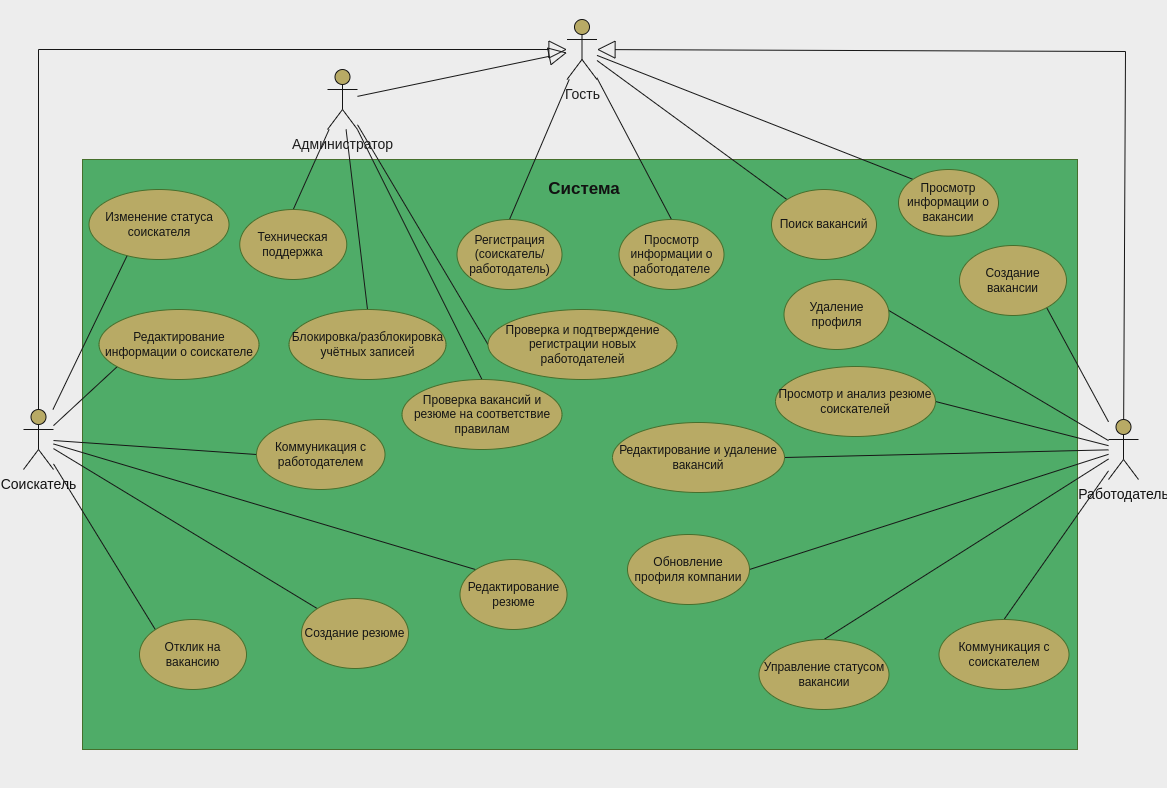 Гость
Администратор
Система
Изменение статуса
соискателя
Техническая
поддержка
Регистрация
(соискатель/
работодатель)
Просмотр
информации о
работодателе
Поиск вакансий
Просмотр
информации о
вакансии
Создание
вакансии
Удаление
профиля
Редактирование
информации о соискателе
Блокировка/разблокировка
учётных записей
Проверка и подтверждение
регистрации новых
работодателей
Проверка вакансий и
резюме на соответствие
правилам
Просмотр и анализ резюме
соискателей
Коммуникация с
работодателем
Редактирование и удаление
вакансий
Соискатель
Работодатель
Обновление
профиля компании
Редактирование
резюме
Создание резюме
Отклик на
вакансию
Управление статусом
вакансии
Коммуникация с
соискателем